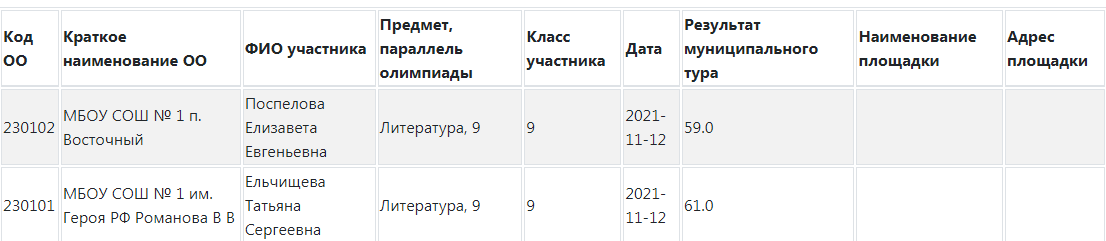 Код ОО
Краткое наименование ОО
ФИО участника
Предмет, параллель олимпиады
Класс участника
Дата
Результат муниципального тура
Наименование площадки
Адрес площадки
230102
МБОУ СОШ № 1 п. Восточный
Поспелова Елизавета Евгеньевна
Литература, 9
9
2021-11-12
59.0
230101
МБОУ СОШ № 1 им. Героя РФ Романова В В
Ельчищева Татьяна Сергеевна
Литература, 9
9
2021-11-12
61.0